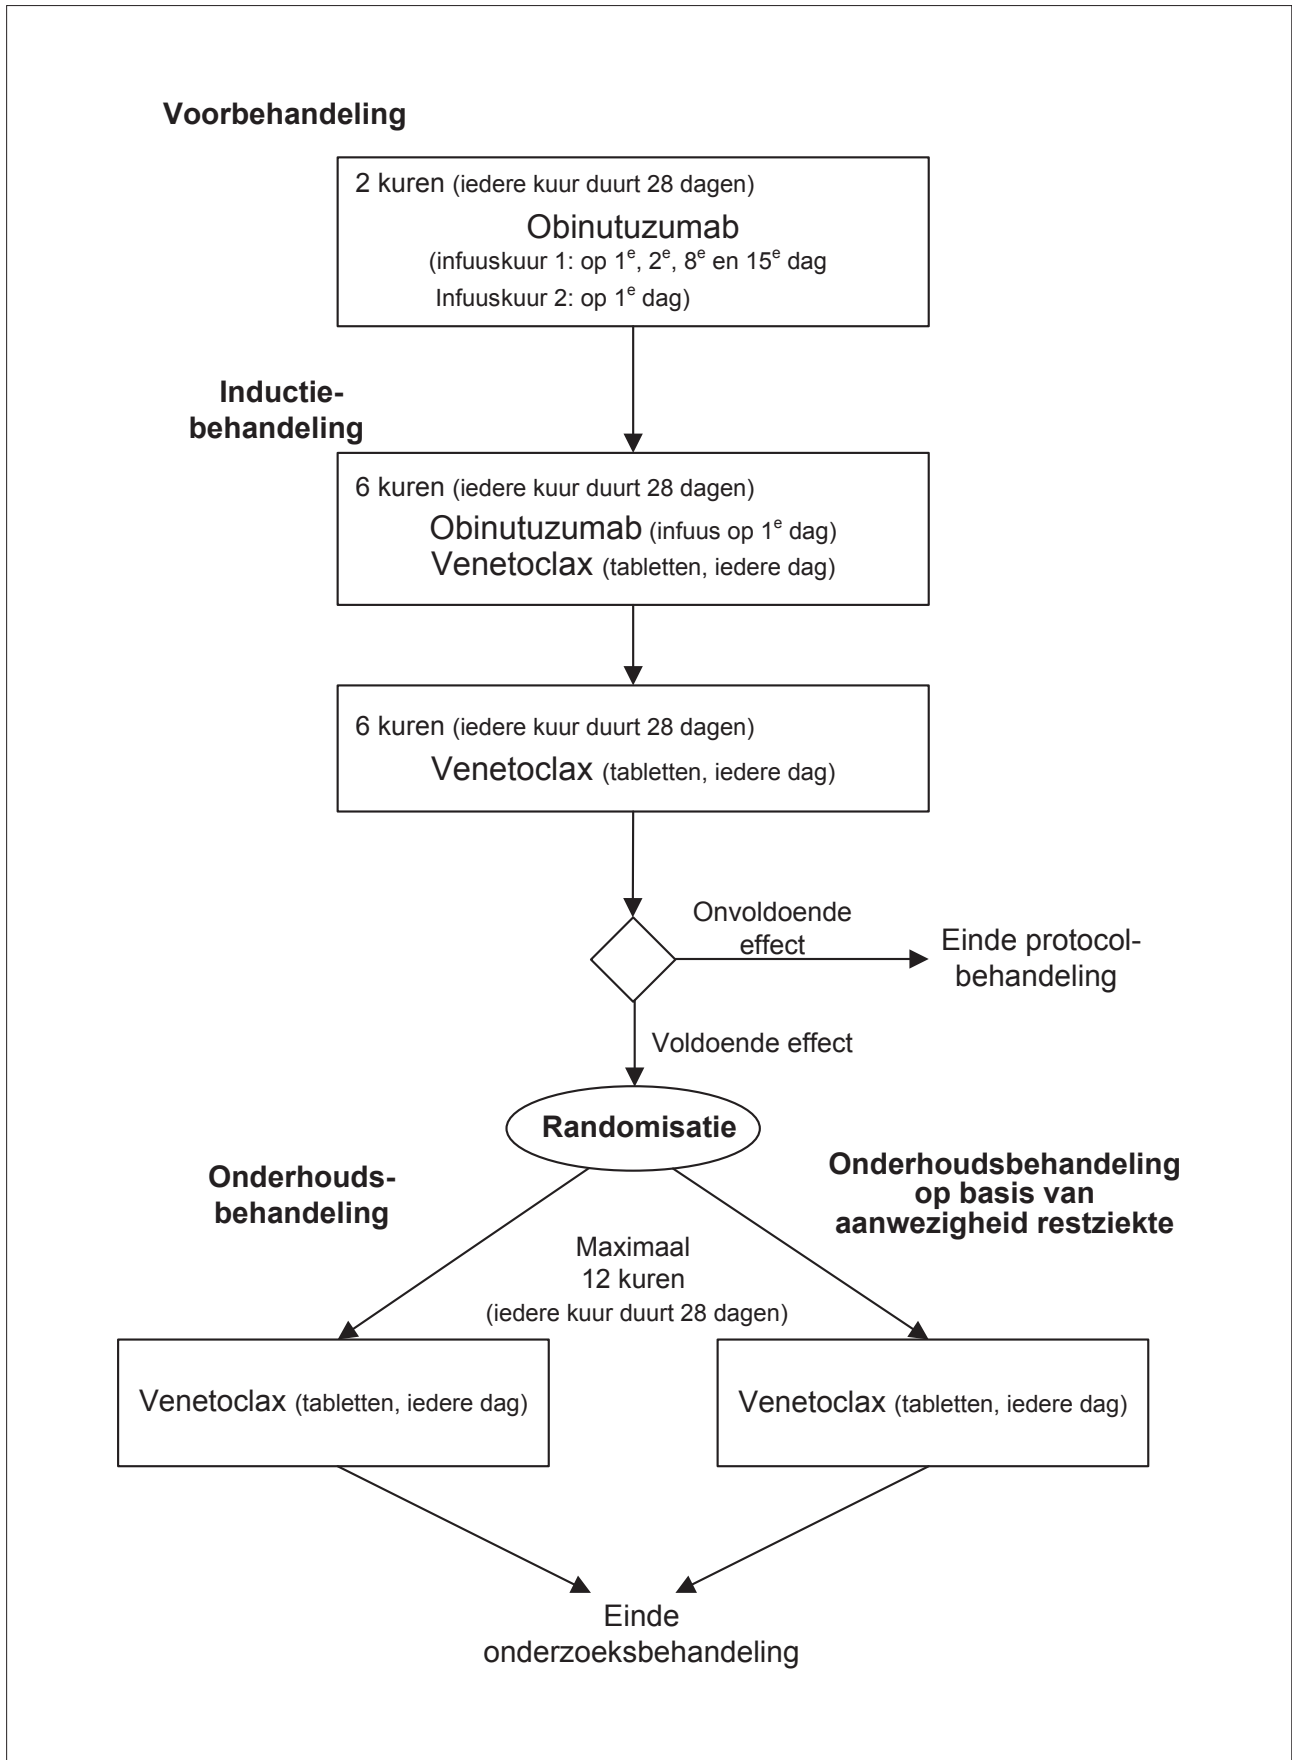 Voorbehandeling
2 kuren (iedere kuur duurt 28 dagen)
Obinutuzumab
(infuuskuur 1: op 1e, 2e, 8e en 15e dag
Infuuskuur 2: op 1e dag)
Inductie-
behandeling
6 kuren (iedere kuur duurt 28 dagen)
Obinutuzumab (infuus op 1e dag)
Venetoclax (tabletten, iedere dag)
6 kuren (iedere kuur duurt 28 dagen)
Venetoclax (tabletten, iedere dag)
Onvoldoende
effect
Einde protocol-
behandeling
Voldoende effect
Randomisatie
Onderhouds-
behandeling
Onderhoudsbehandeling
op basis van
aanwezigheid restziekte
Maximaal
12 kuren
(iedere kuur duurt 28 dagen)
Venetoclax (tabletten, iedere dag)
Venetoclax (tabletten, iedere dag)
Einde
onderzoeksbehandeling